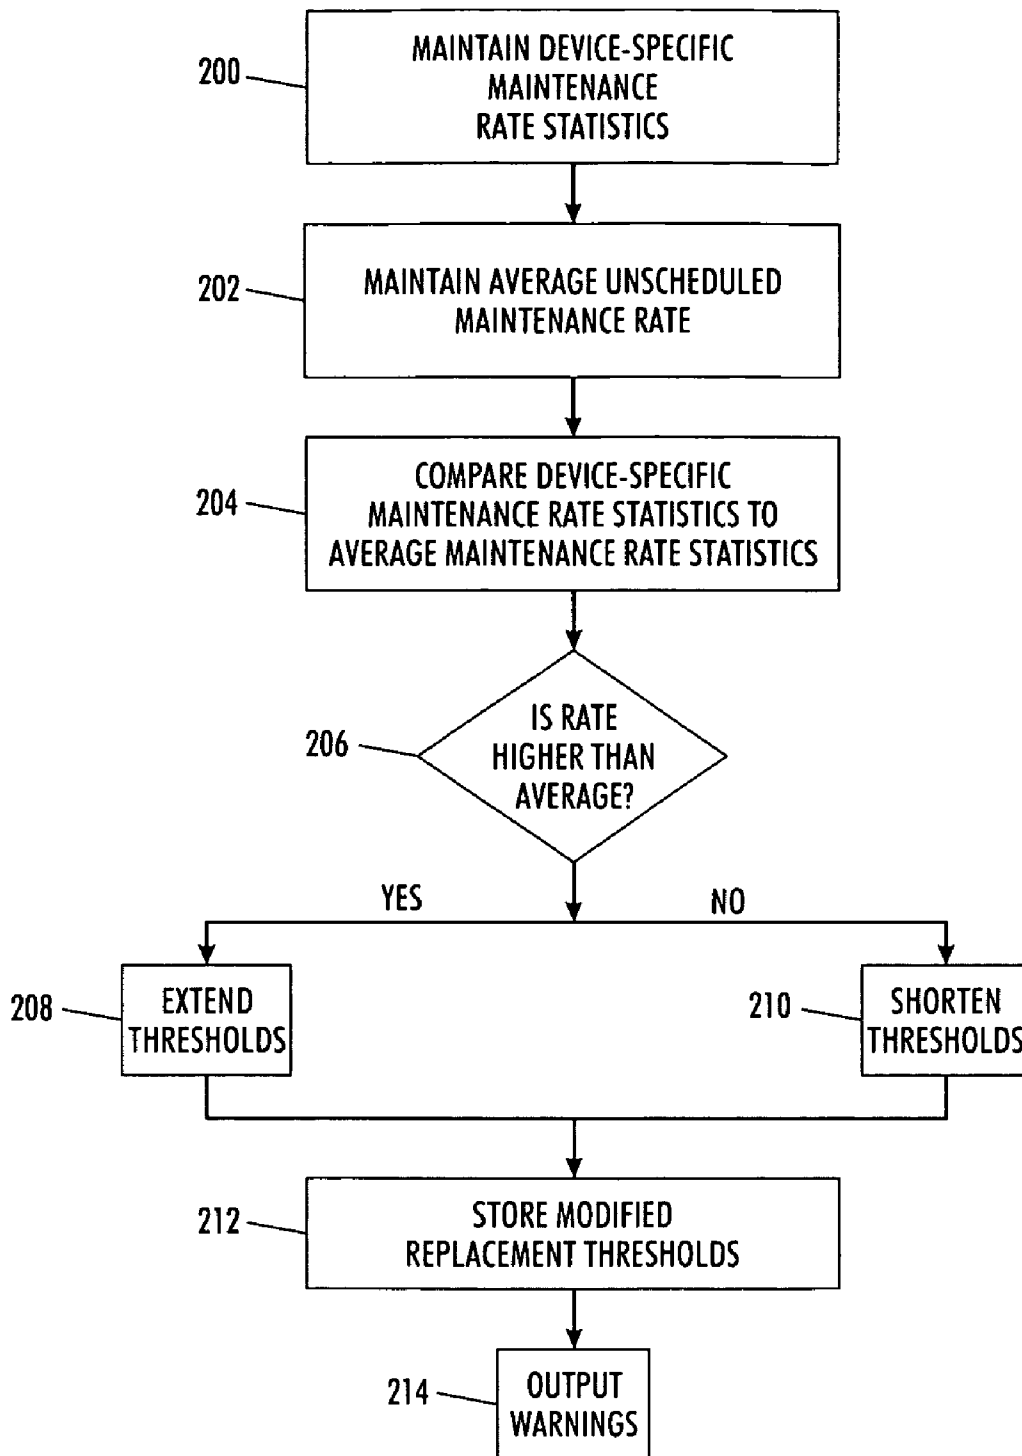 200
MAINTAIN DEVICE-SPECIFIC
MAINTENANCE
RATE STATISTICS
202
MAINTAIN AVERAGE UNSCHEDULED
MAINTENANCE RATE
204
COMPARE DEVICE-SPECIFIC
MAINTENANCE RATE STATISTICS TO
AVERAGE MAINTENANCE RATE STATISTICS
206
IS RATE
HIGHER THAN
AVERAGE?
YES
NO
208
EXTEND
THRESHOLDS
210
SHORTEN
THRESHOLDS
212
STORE MODIFIED
REPLACEMENT THRESHOLDS
214
OUTPUT
WARNINGS